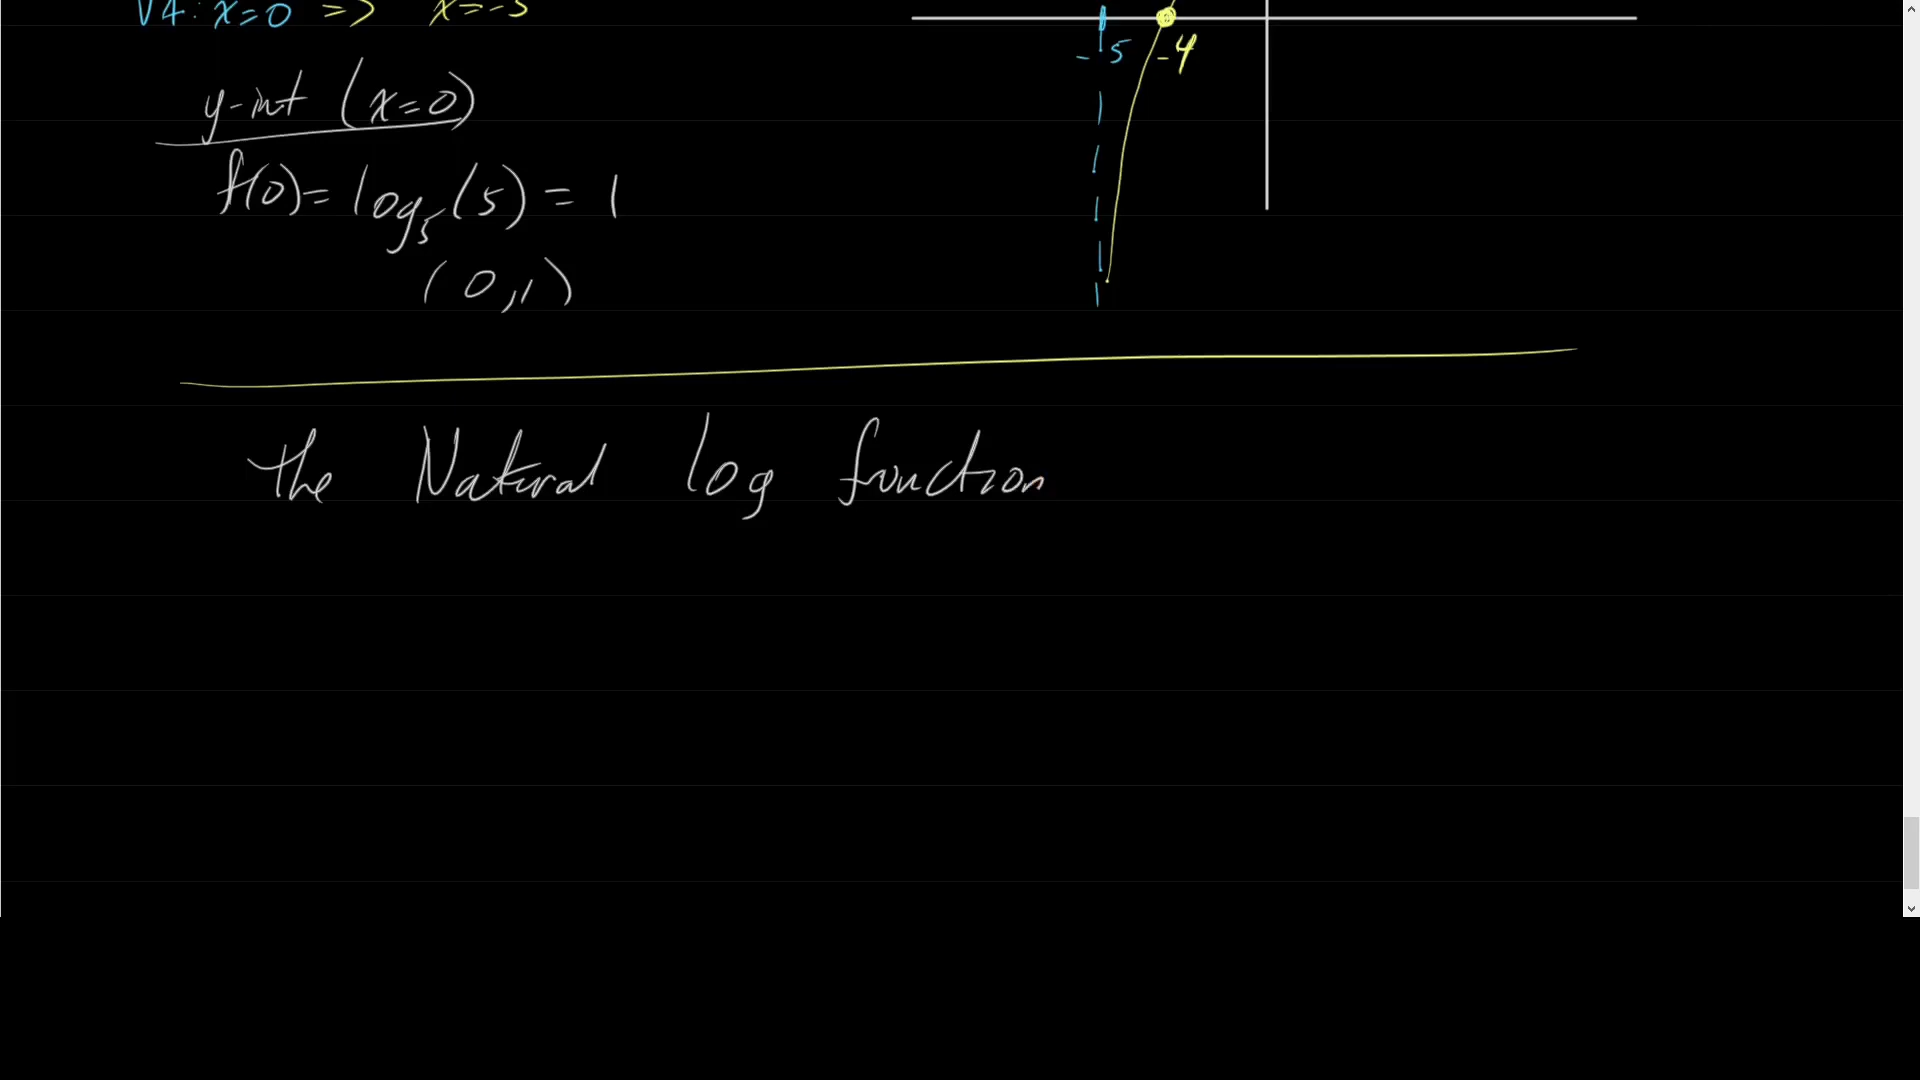 VA: x=0 => x=-5
-5 -4
y-int (x=0)
f(0)= log₅(5) = 1
(0,1)
the Natural log function